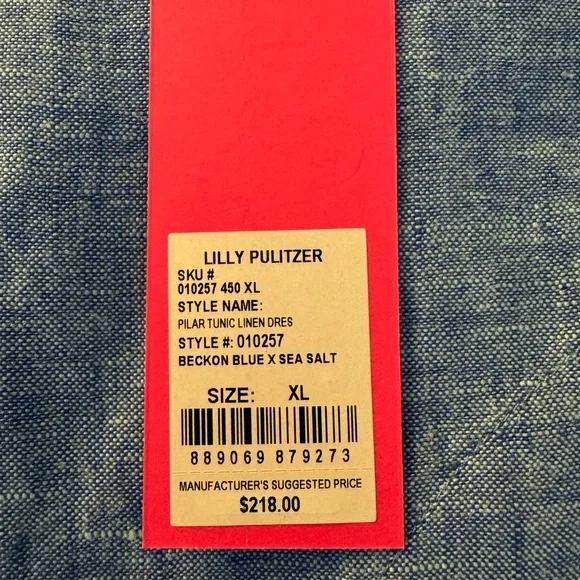 LILLY PULITZER
SKU #
010257 450 XL
STYLE NAME:
PILAR TUNIC LINEN DRES
STYLE #: 010257
BECKON BLUE X SEA SALT
SIZE: XL
889069 879273
MANUFACTURER'S SUGGESTED PRICE
$218.00